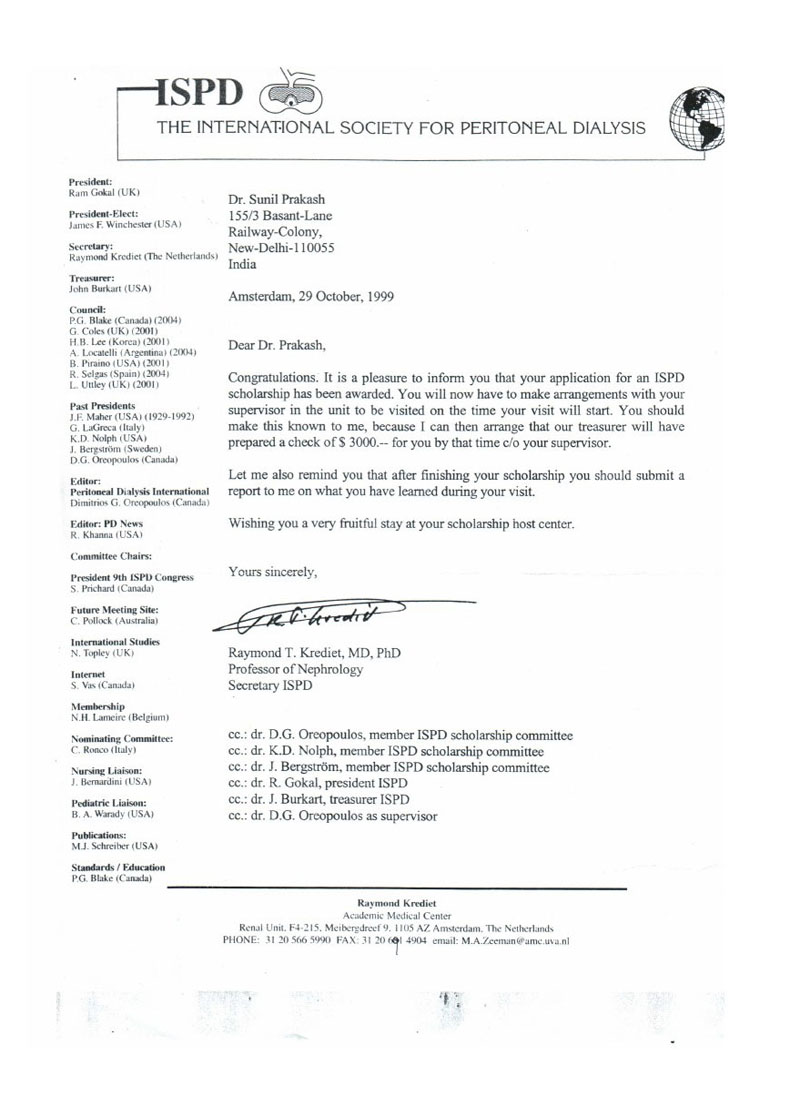 ISPD
THE INTERNATIONAL SOCIETY FOR PERITONEAL DIALYSIS
President:
Ram Gokal (UK)
President-Elect:
James F. Winchester (USA)
Secretary:
Raymond Krediet (The Netherlands)
Treasurer:
John Burkart (USA)
Council:
P.G. Blake (Canada) (2004)
G. Coles (UK) (2001)
H.B. Lee (Korea) (2001)
A. Locatelli (Argentina) (2004)
B. Piraino (USA) (2001)
R. Selgas (Spain) (2004)
L. Uttley (UK) (2001)
Past Presidents
J.F. Maher (USA) (1929-1992)
G. LaGreca (Italy)
K.D. Nolph (USA)
J. Bergström (Sweden)
D.G. Oreopoulos (Canada)
Editor:
Peritoneal Dialysis International
Dimitrios G. Oreopoulos (Canada)
Editor: PD News
R. Khanna (USA)
Committee Chairs:
President 9th ISPD Congress
S. Prichard (Canada)
Future Meeting Site:
C. Pollock (Australia)
International Studies
N. Topley (UK)
Internet
S. Vas (Canada)
Membership
N.H. Lameire (Belgium)
Nominating Committee:
C. Ronco (Italy)
Nursing Liaison:
J. Bernardini (USA)
Pediatric Liaison:
B. A. Warady (USA)
Publications:
M.J. Schreiber (USA)
Standards / Education
P.G. Blake (Canada)
Dr. Sunil Prakash
155/3 Basant-Lane
Railway-Colony,
New-Delhi-110055
India
Amsterdam, 29 October, 1999
Dear Dr. Prakash,
Congratulations. It is a pleasure to inform you that your application for an ISPD
scholarship has been awarded. You will now have to make arrangements with your
supervisor in the unit to be visited on the time your visit will start. You should
make this known to me, because I can then arrange that our treasurer will have
prepared a check of $ 3000.-- for you by that time c/o your supervisor.
Let me also remind you that after finishing your scholarship you should submit a
report to me on what you have learned during your visit.
Wishing you a very fruitful stay at your scholarship host center.
Yours sincerely,
R.T. Krediet
Raymond T. Krediet, MD, PhD
Professor of Nephrology
Secretary ISPD
cc.: dr. D.G. Oreopoulos, member ISPD scholarship committee
cc.: dr. K.D. Nolph, member ISPD scholarship committee
cc.: dr. J. Bergström, member ISPD scholarship committee
cc.: dr. R. Gokal, president ISPD
cc.: dr. J. Burkart, treasurer ISPD
cc.: dr. D.G. Oreopoulos as supervisor
Raymond Krediet
Academic Medical Center
Renal Unit, F4-215, Meibergdreef 9, 1105 AZ Amsterdam, The Netherlands
PHONE: 31 20 566 5990 FAX: 31 20 691 4904 email: M.A.Zeeman@amc.uva.nl